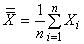 X̿ = 1/n ∑_{i=1}^{n} X_i